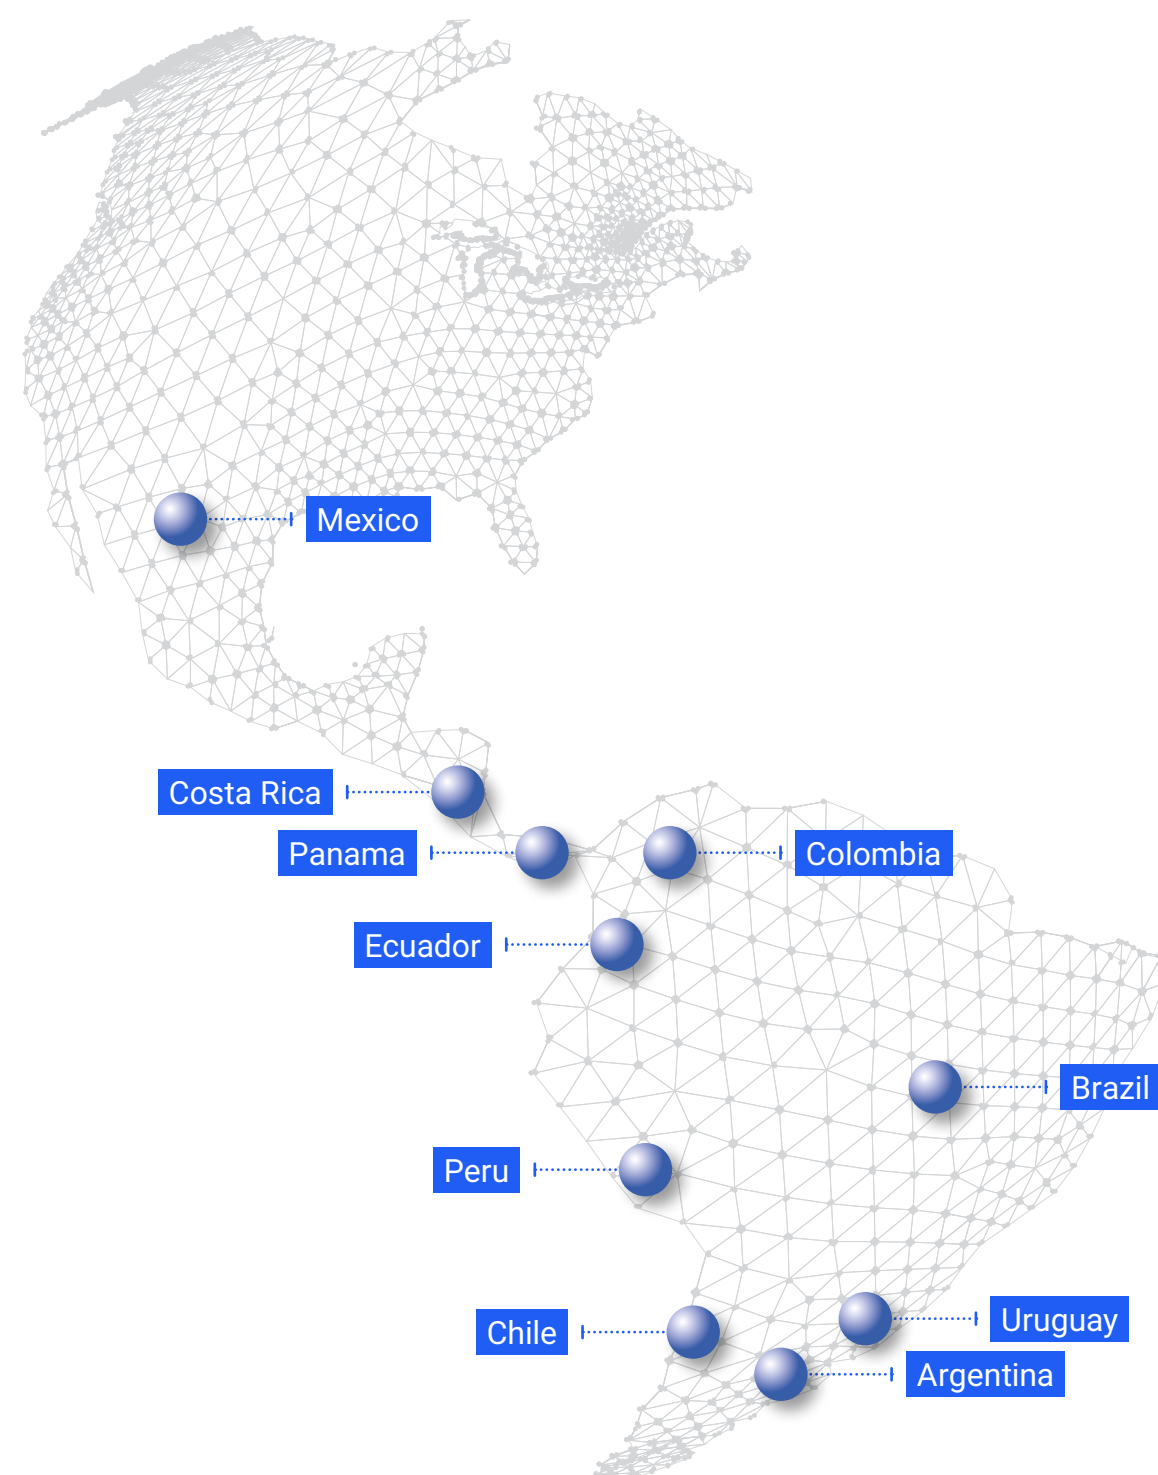 Mexico
Costa Rica
Panama
Colombia
Ecuador
Brazil
Peru
Uruguay
Chile
Argentina